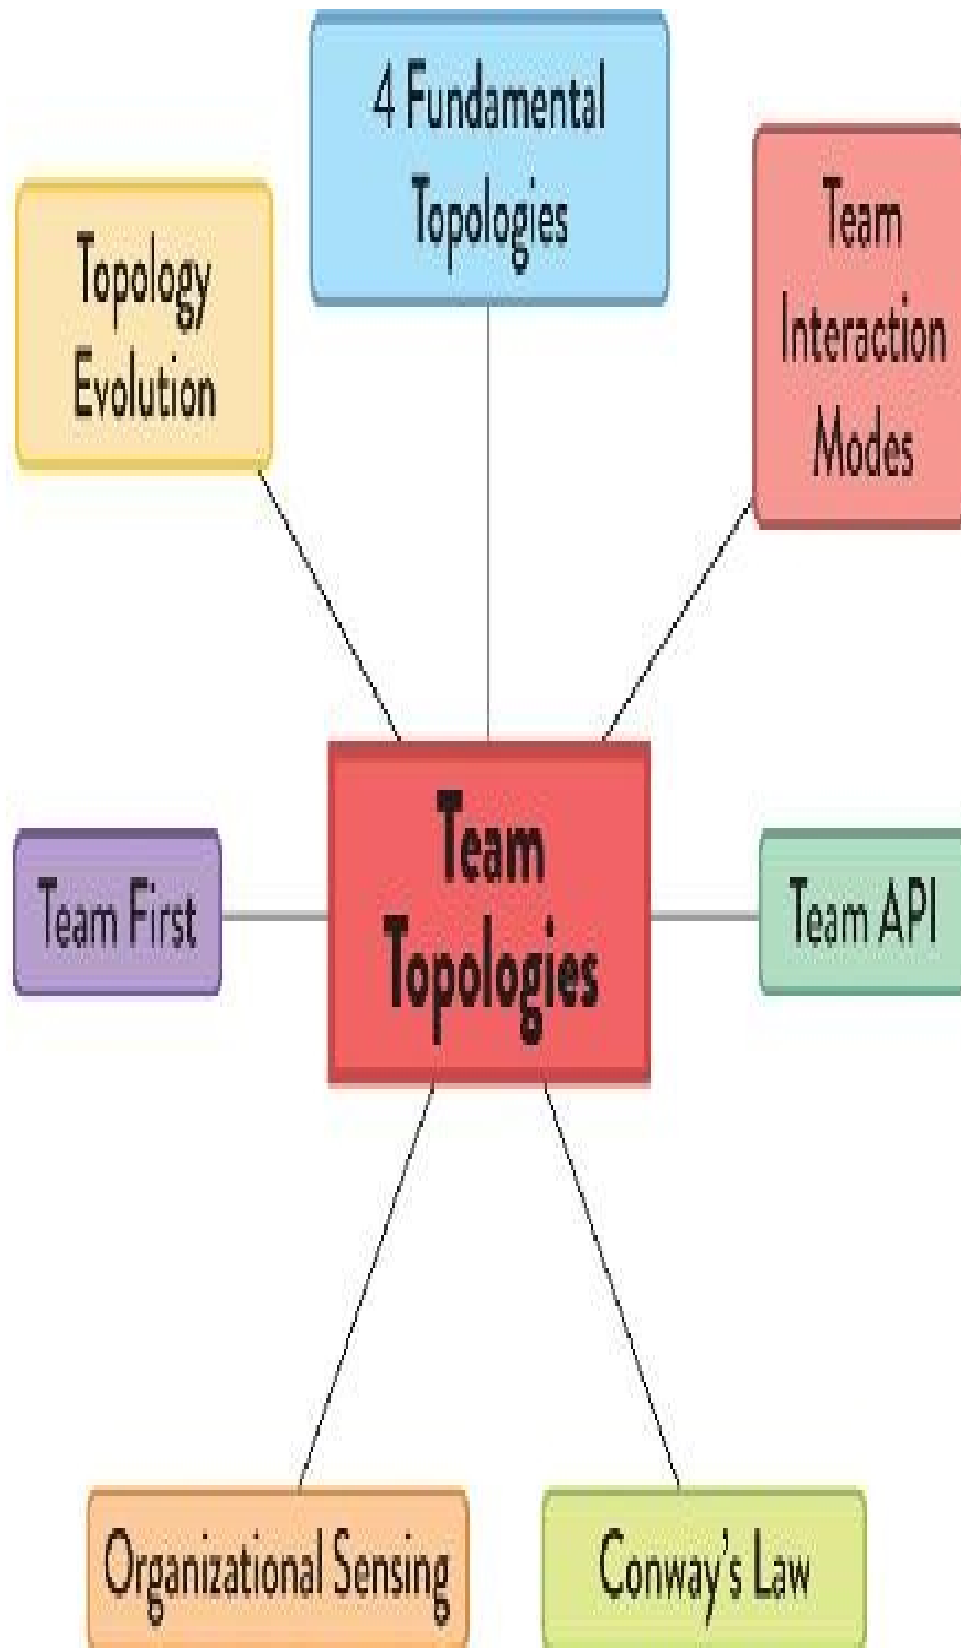 4 Fundamental
Topologies
Team
Interaction
Modes
Topology
Evolution
Team
Topologies
Team First
Team API
Organizational Sensing
Conway's Law